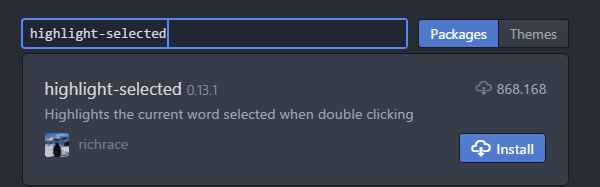 highlight-selected Packages Themes
highlight-selected 0.13.1 868.168
Highlights the current word selected when double clicking
richrace Install